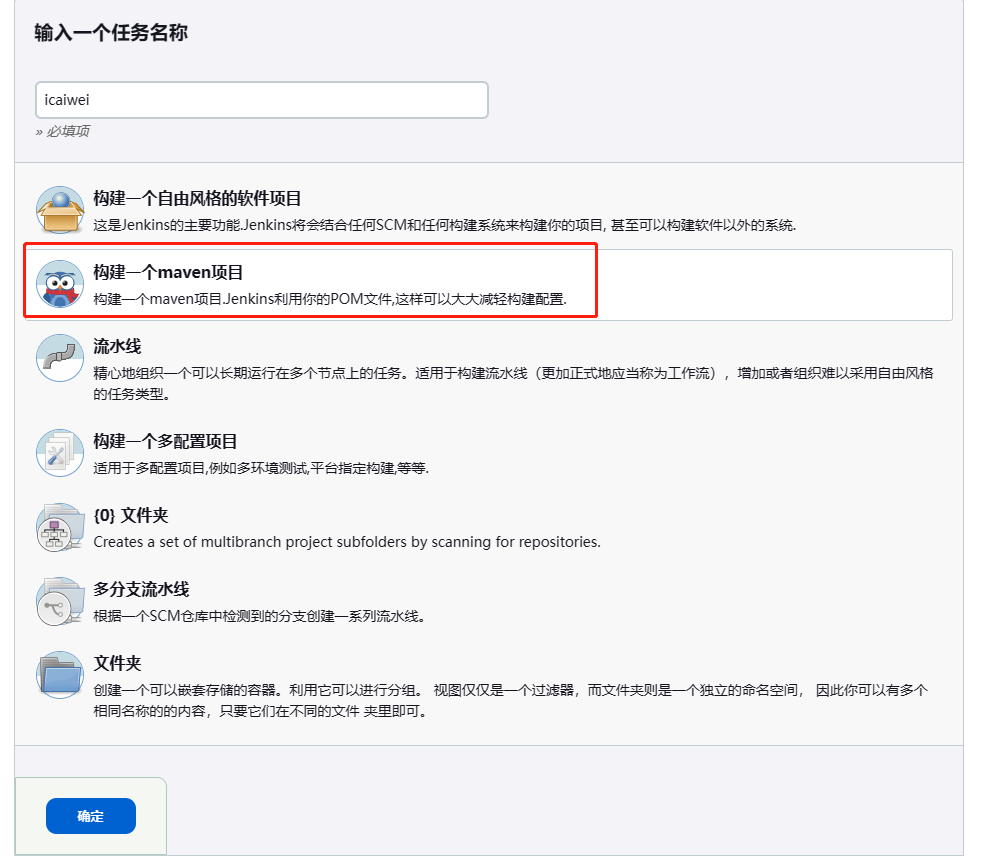 输入一个任务名称
icaiwei
» 必填项
构建一个自由风格的软件项目
这是Jenkins的主要功能.Jenkins将会结合任何SCM和任何构建系统来构建你的项目, 甚至可以构建软件以外的系统.
构建一个maven项目
构建一个maven项目.Jenkins利用你的POM文件,这样可以大大减轻构建配置.
流水线
精心地组织一个可以长期运行在多个节点上的任务。适用于构建流水线（更加正式地应当称为工作流），增加或者组织难以采用自由风格
的任务类型。
构建一个多配置项目
适用于多配置项目,例如多环境测试,平台指定构建,等等.
{0} 文件夹
Creates a set of multibranch project subfolders by scanning for repositories.
多分支流水线
根据一个SCM仓库中检测到的分支创建一系列流水线。
文件夹
创建一个可以嵌套存储的容器。利用它可以进行分组。 视图仅仅是一个过滤器，而文件夹则是一个独立的命名空间， 因此你可以有多个
相同名称的的内容，只要它们在不同的文件 夹里即可。
确定